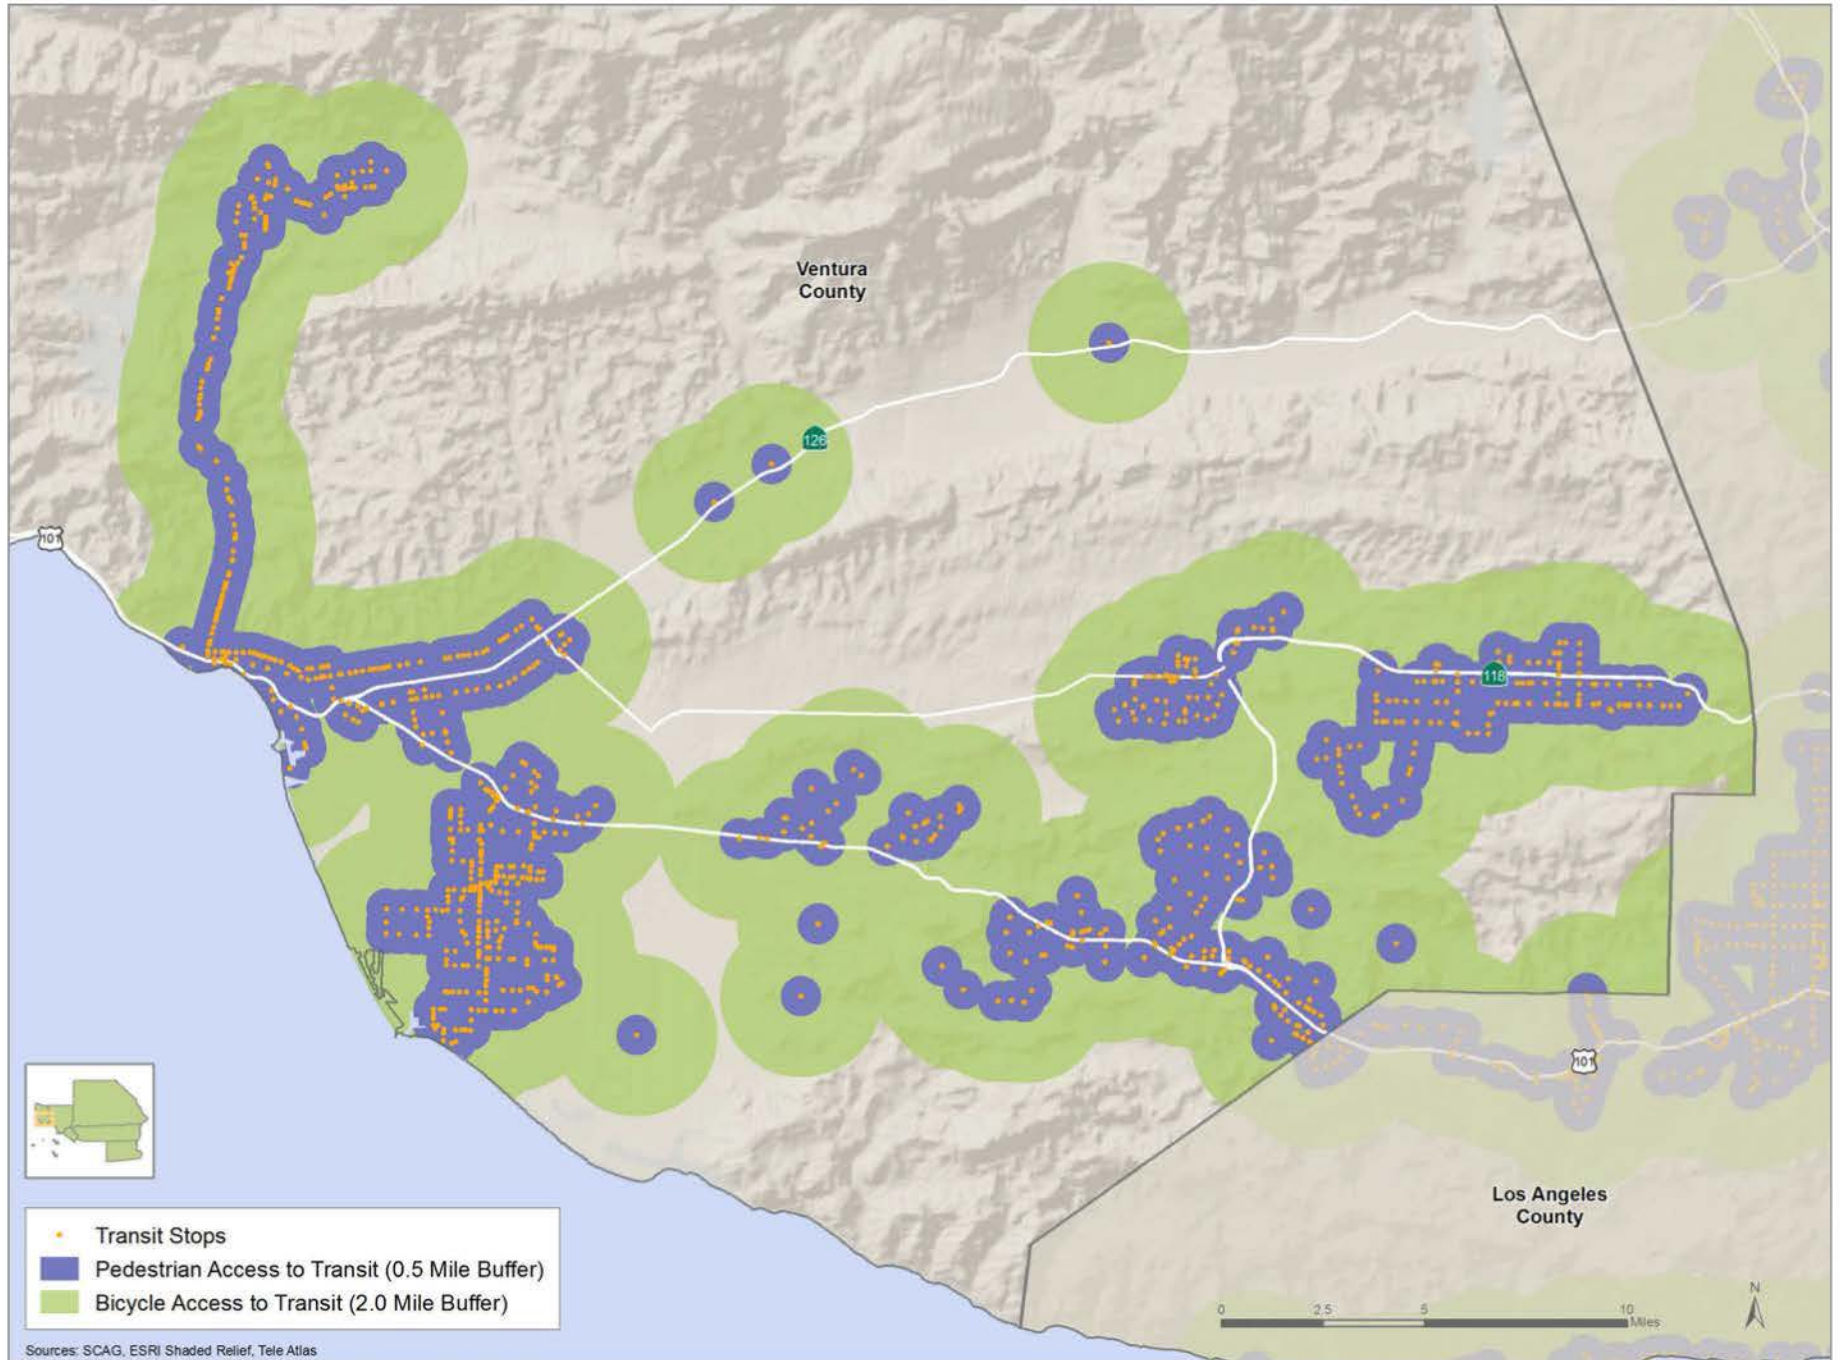 Ventura
County
126
101
118
101
Los Angeles
County
Transit Stops
Pedestrian Access to Transit (0.5 Mile Buffer)
Bicycle Access to Transit (2.0 Mile Buffer)
N
0 2.5 5 10
Miles
Sources: SCAG, ESRI Shaded Relief, Tele Atlas